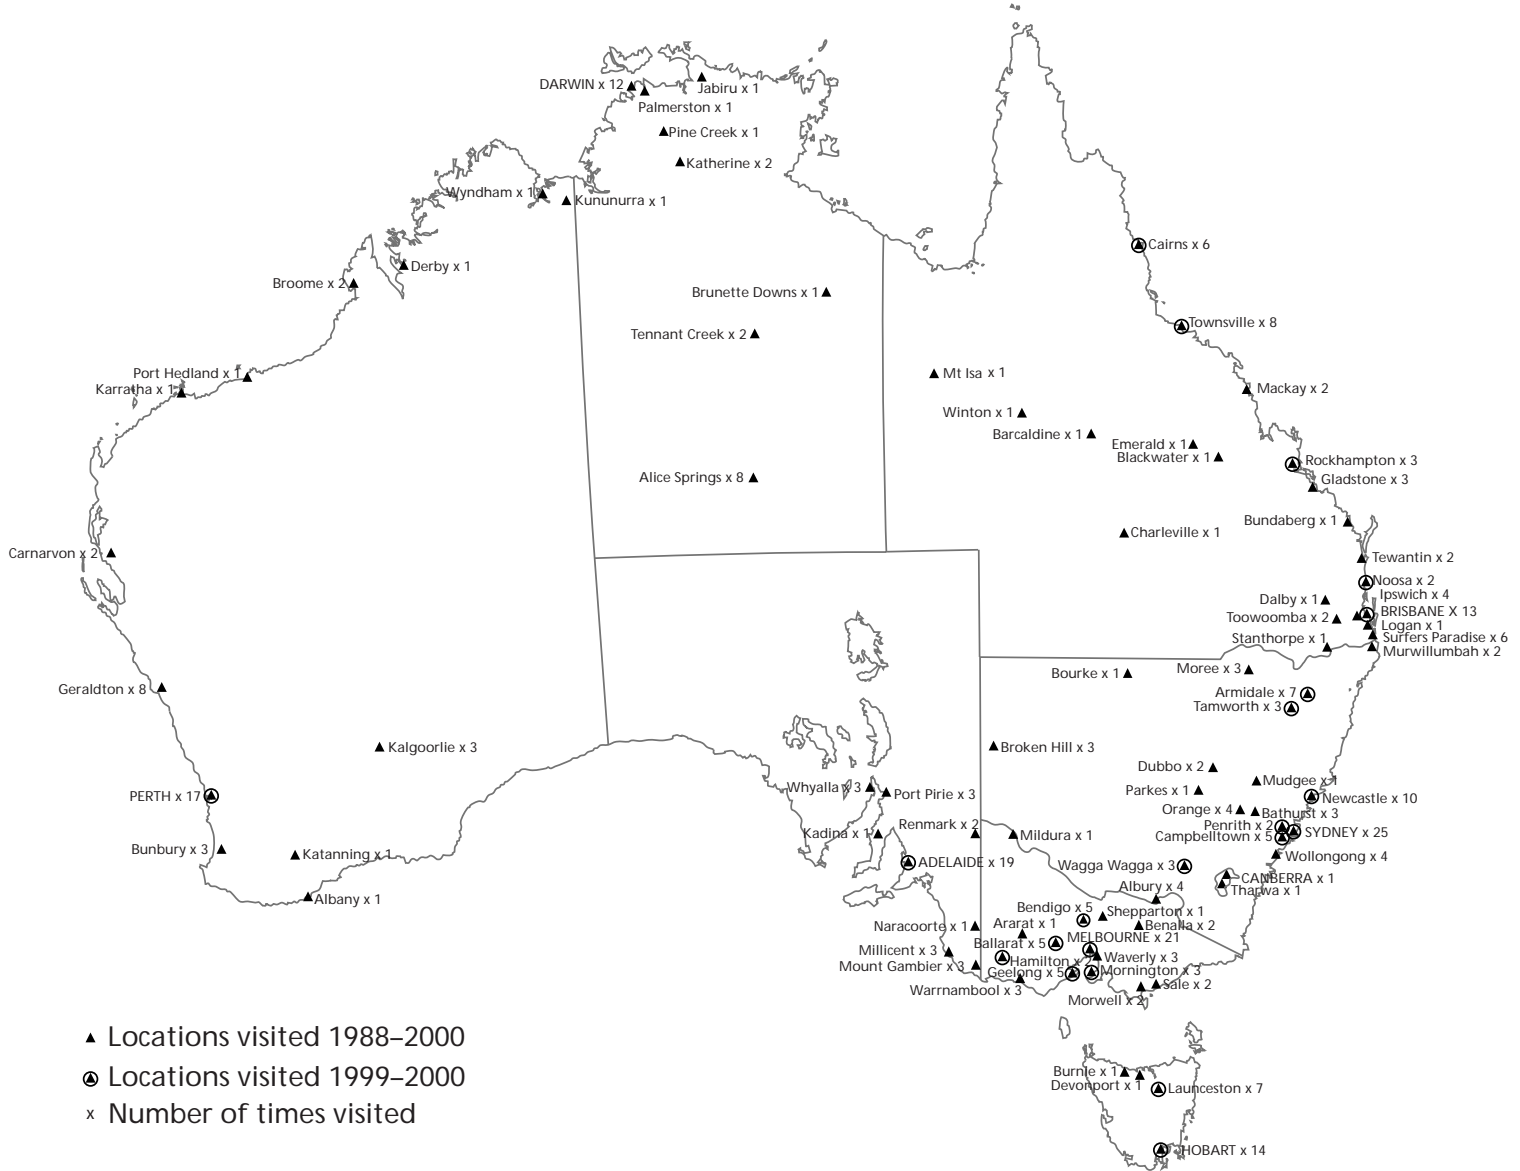 DARWIN x 12
Jabiru x 1
Palmerston x 1
Pine Creek x 1
Katherine x 2
Wyndham x 1
Kununurra x 1
Cairns x 6
Derby x 1
Broome x 2
Brunette Downs x 1
Townsville x 8
Tennant Creek x 2
Port Hedland x 1
Karratha x 1
Mt Isa x 1
Mackay x 2
Winton x 1
Barcaldine x 1
Emerald x 1
Blackwater x 1
Rockhampton x 3
Alice Springs x 8
Gladstone x 3
Bundaberg x 1
Charleville x 1
Carnarvon x 2
Tewantin x 2
Noosa x 2
Ipswich x 4
Dalby x 1
BRISBANE X 13
Toowoomba x 2
Logan x 1
Stanthorpe x 1
Surfers Paradise x 6
Murwillumbah x 2
Bourke x 1
Moree x 3
Geraldton x 8
Armidale x 7
Tamworth x 3
Kalgoorlie x 3
Broken Hill x 3
Dubbo x 2
Mudgee x 1
Whyalla x 3
Port Pirie x 3
Parkes x 1
PERTH x 17
Newcastle x 10
Orange x 4
Bathurst x 3
Renmark x 2
Penrith x 2
Kadina x 1
Mildura x 1
Campbelltown x 5
SYDNEY x 25
Bunbury x 3
Katanning x 1
Wollongong x 4
ADELAIDE x 19
Wagga Wagga x 3
CANBERRA x 1
Albury x 4
Tharwa x 1
Albany x 1
Bendigo x 5
Shepparton x 1
Naracoorte x 1
Ararat x 1
Benalla x 2
Ballarat x 5
MELBOURNE x 21
Millicent x 3
Hamilton x 2
Waverly x 3
Mount Gambier x 3
Geelong x 5
Mornington x 3
Warrnambool x 3
Sale x 2
Morwell x 2
Locations visited 1988–2000
Locations visited 1999–2000
x Number of times visited
Burnie x 1
Devonport x 1
Launceston x 7
HOBART x 14